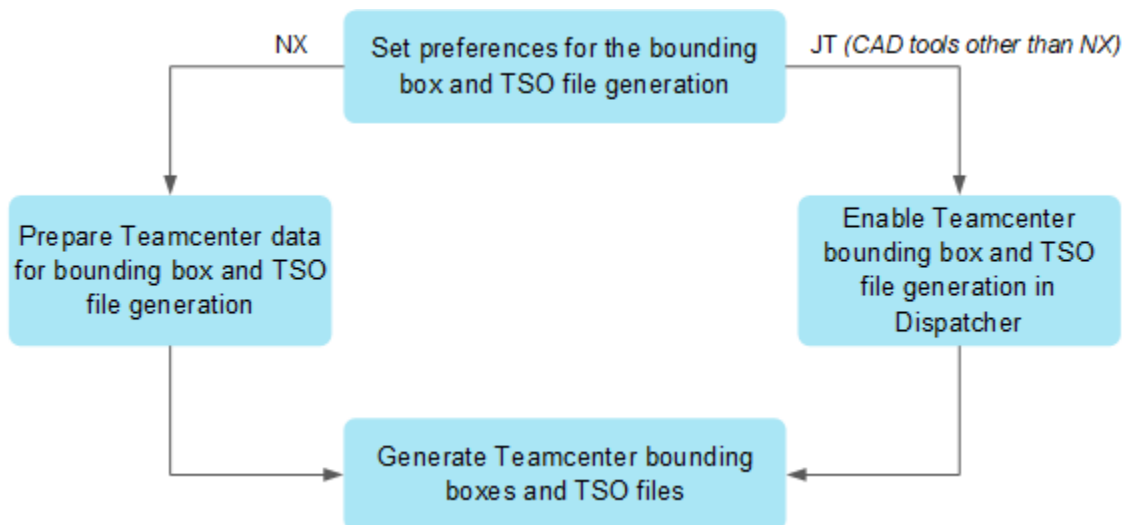 NX
Set preferences for the bounding
box and TSO file generation
JT (CAD tools other than NX)
Prepare Teamcenter data
for bounding box and TSO
file generation
Enable Teamcenter
bounding box and TSO
file generation in
Dispatcher
Generate Teamcenter bounding
boxes and TSO files